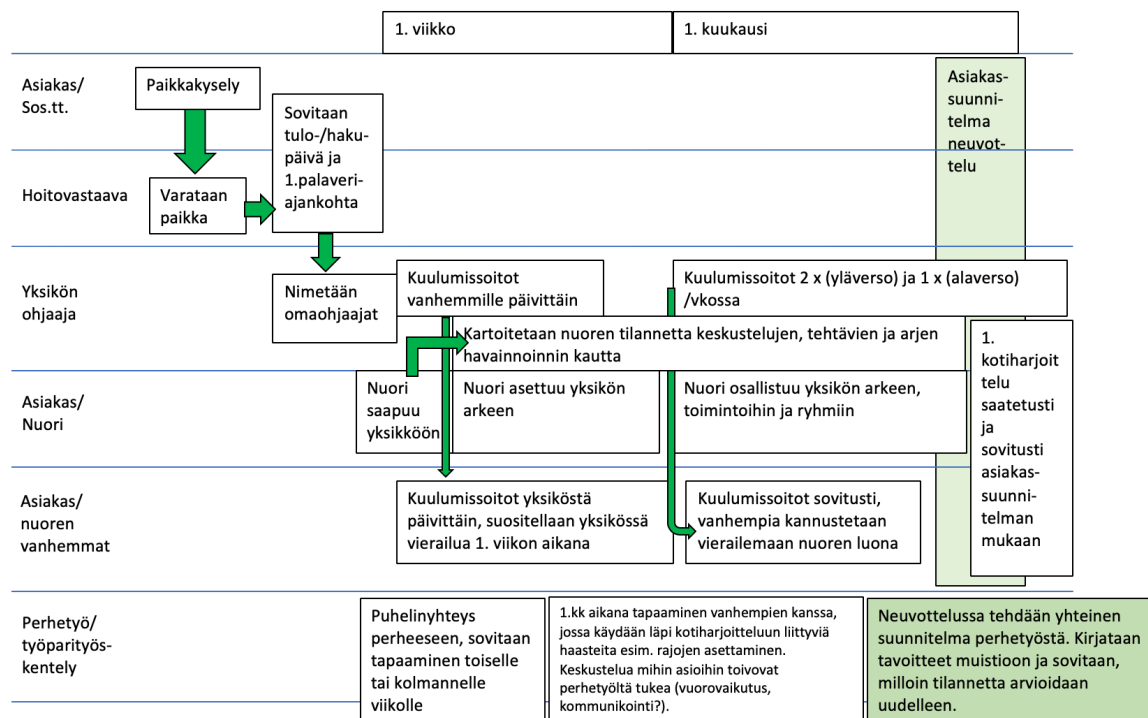 1. viikko
1. kuukausi
Asiakas/
Sos.tt.
Paikkakysely
Sovitaan
tulo-/haku-
päivä ja
1.palaveri-
ajankohta
Asiakas-
suunni-
telma
neuvot-
telu
Hoitovastaava
Varataan
paikka
Yksikön
ohjaaja
Nimetään
omaohjaajat
Kuulumissoitot
vanhemmille päivittäin
Kuulumissoitot 2 x (yläverso) ja 1 x (alaverso)
/vkossa
Kartoitetaan nuoren tilannetta keskustelujen, tehtävien ja arjen
havainnoinnin kautta
1.
kotiharjoit
telu
saatetusti
ja
sovitusti
asiakas-
suunni-
telman
mukaan
Asiakas/
Nuori
Nuori
saapuu
yksikköön
Nuori asettuu yksikön
arkeen
Nuori osallistuu yksikön arkeen,
toimintoihin ja ryhmiin
Asiakas/
nuoren
vanhemmat
Kuulumissoitot yksiköstä
päivittäin, suositellaan yksikössä
vierailua 1. viikon aikana
Kuulumissoitot sovitusti,
vanhempia kannustetaan
vierailemaan nuoren luona
Perhetyö/
työparityös-
kentely
Puhelinyhteys
perheeseen, sovitaan
tapaaminen toiselle
tai kolmannelle
viikolle
1.kk aikana tapaaminen vanhempien kanssa,
jossa käydään läpi kotiharjoitteluun liittyviä
haasteita esim. rajojen asettaminen.
Keskustelua mihin asioihin toivovat
perhetyöltä tukea (vuorovaikutus,
kommunikointi?).
Neuvottelussa tehdään yhteinen
suunnitelma perhetyöstä. Kirjataan
tavoitteet muistioon ja sovitaan,
milloin tilannetta arvioidaan
uudelleen.